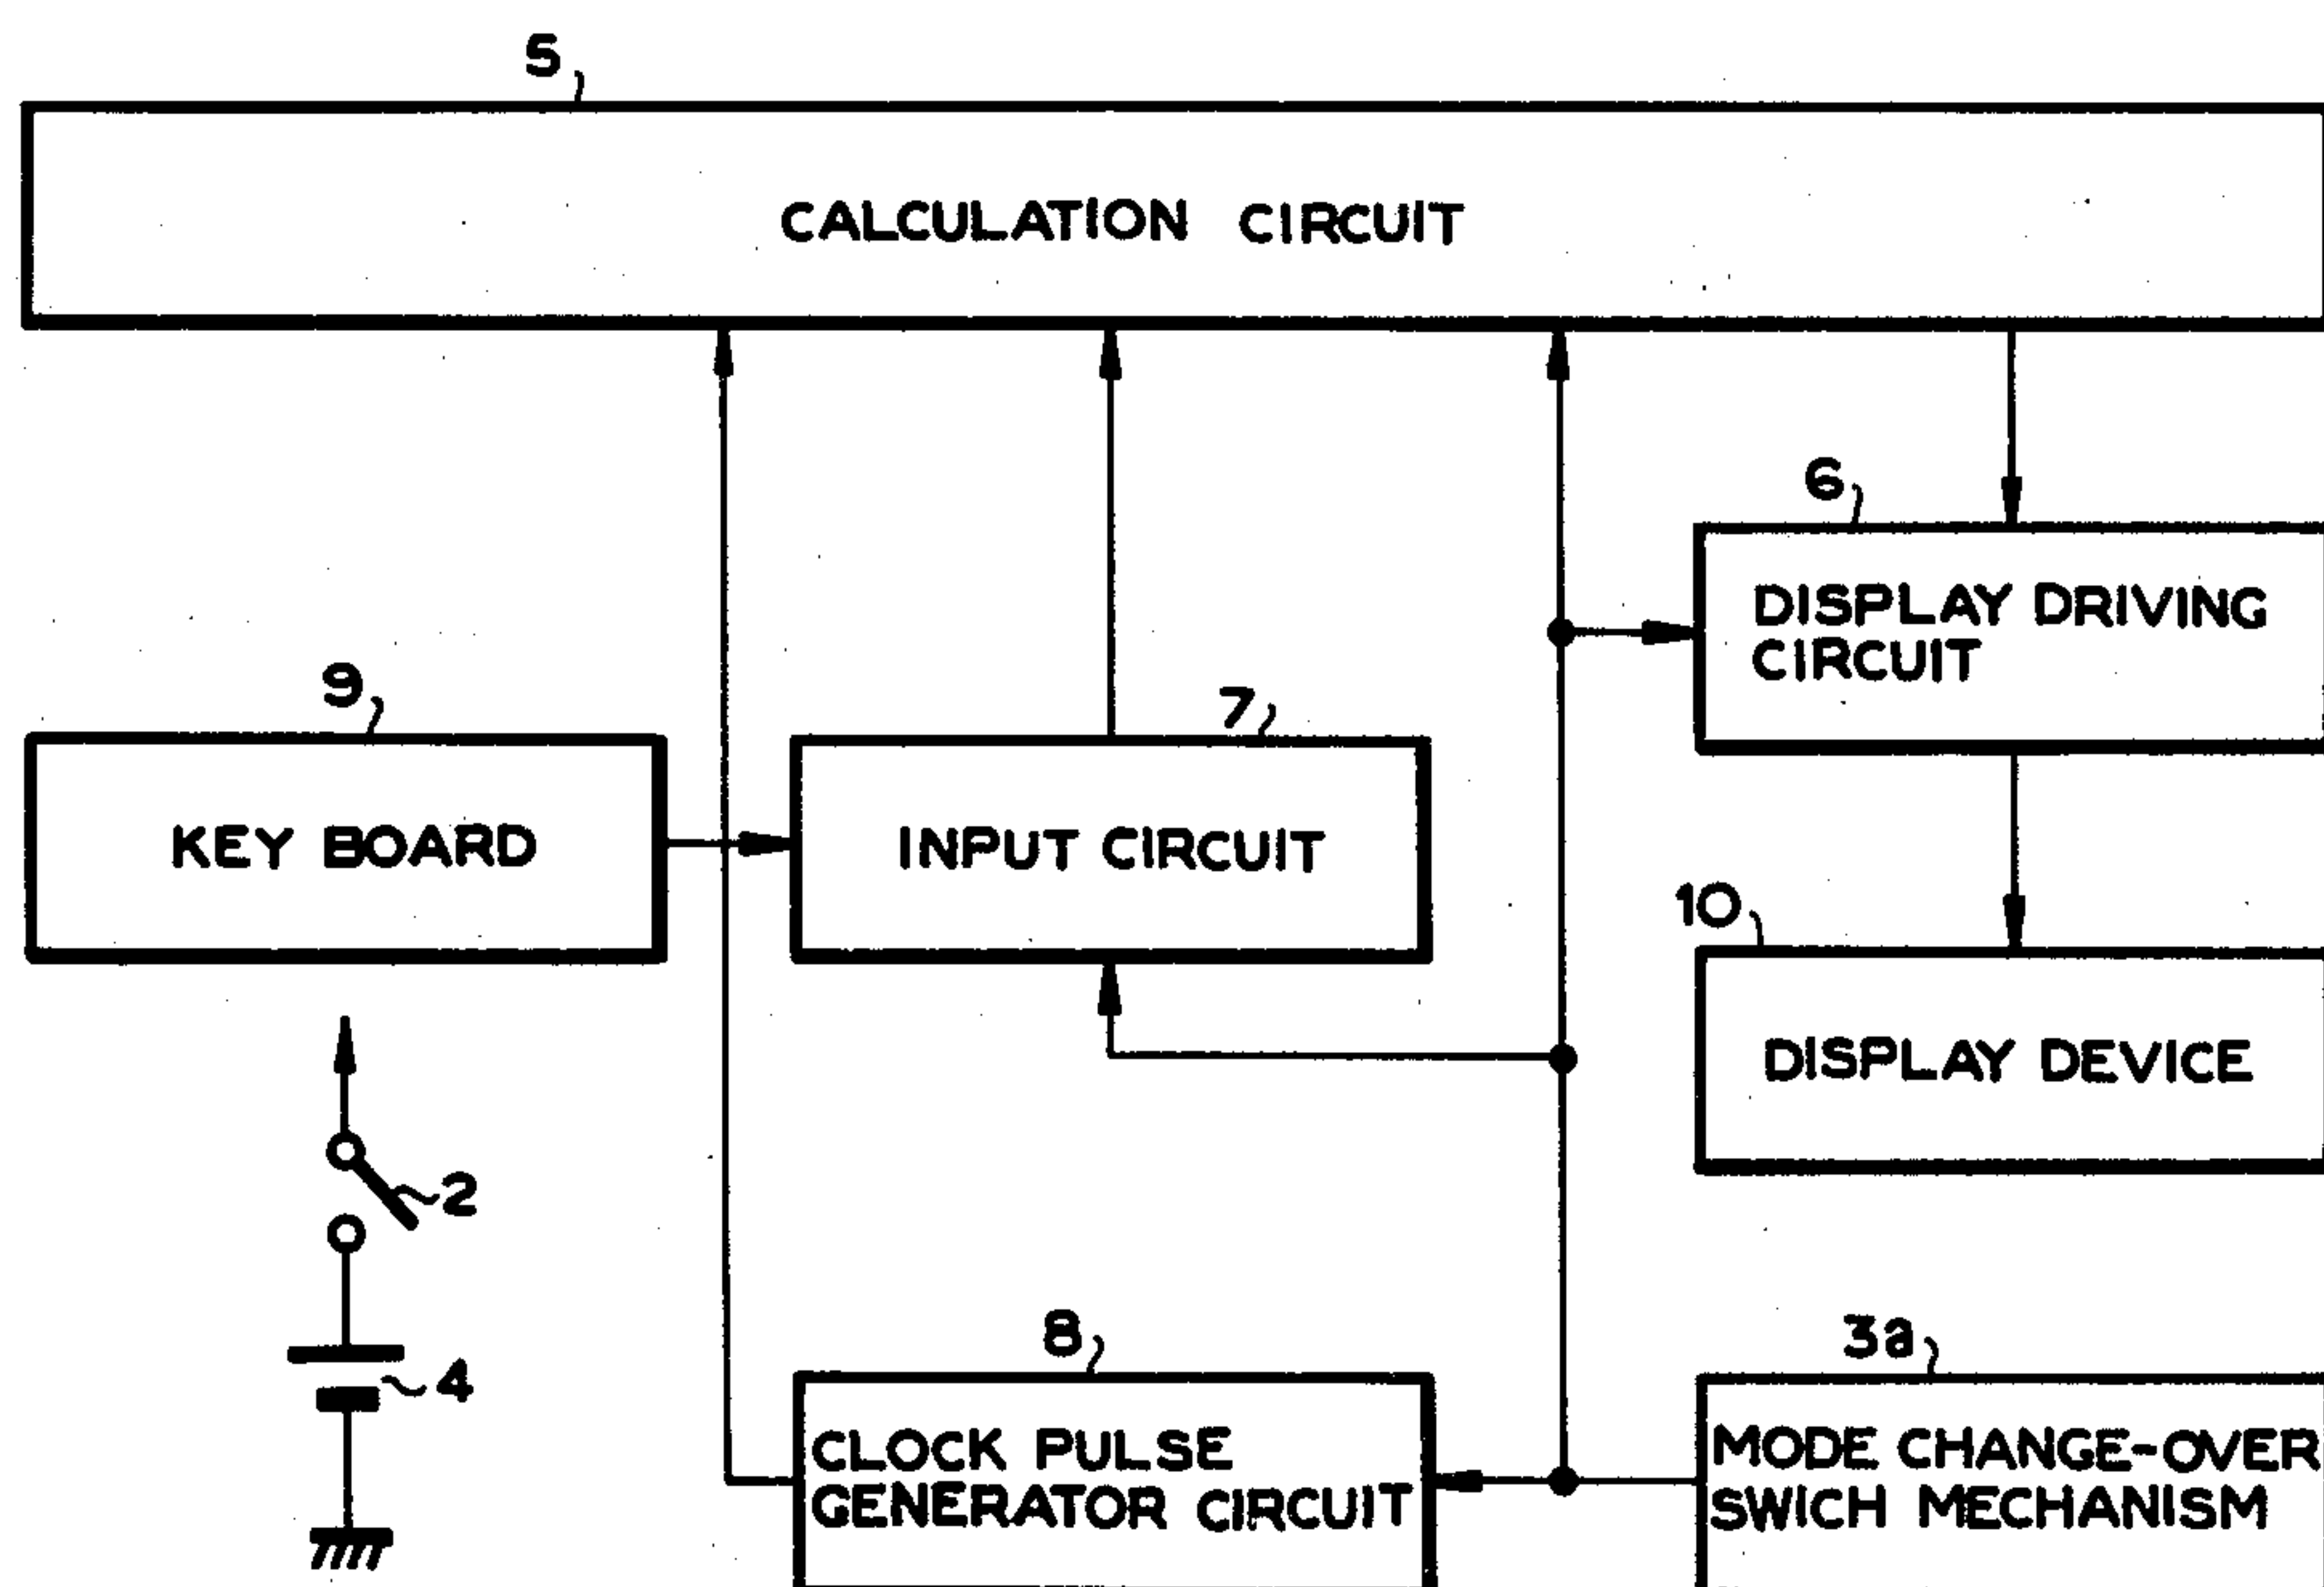 5
CALCULATION CIRCUIT
6
DISPLAY DRIVING
CIRCUIT
9
7
KEY BOARD
INPUT CIRCUIT
10
DISPLAY DEVICE
2
4
8
3a
CLOCK PULSE
GENERATOR CIRCUIT
MODE CHANGE-OVER
SWICH MECHANISM